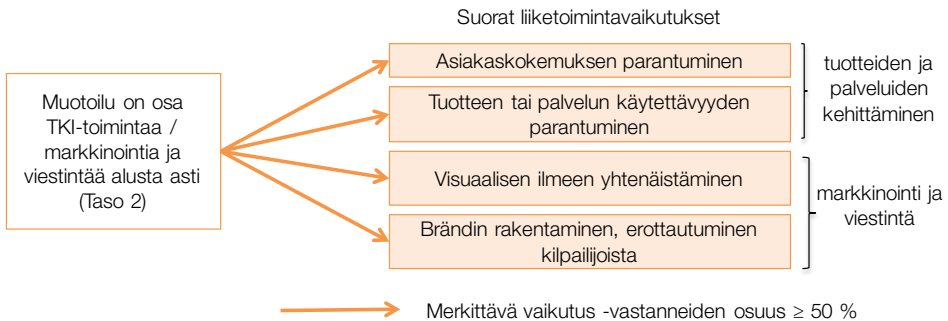 Suorat liiketoimintavaikutukset
Muotoilu on osa
TKI-toimintaa /
markkinointia ja
viestintää alusta asti
(Taso 2)
Asiakaskokemuksen parantuminen
Tuotteen tai palvelun käytettävyyden
parantuminen
tuotteiden ja
palveluiden
kehittäminen
Visuaalisen ilmeen yhtenäistäminen
Brändin rakentaminen, erottautuminen
kilpailijoista
markkinointi ja
viestintä
Merkittävä vaikutus -vastanneiden osuus ≥ 50 %